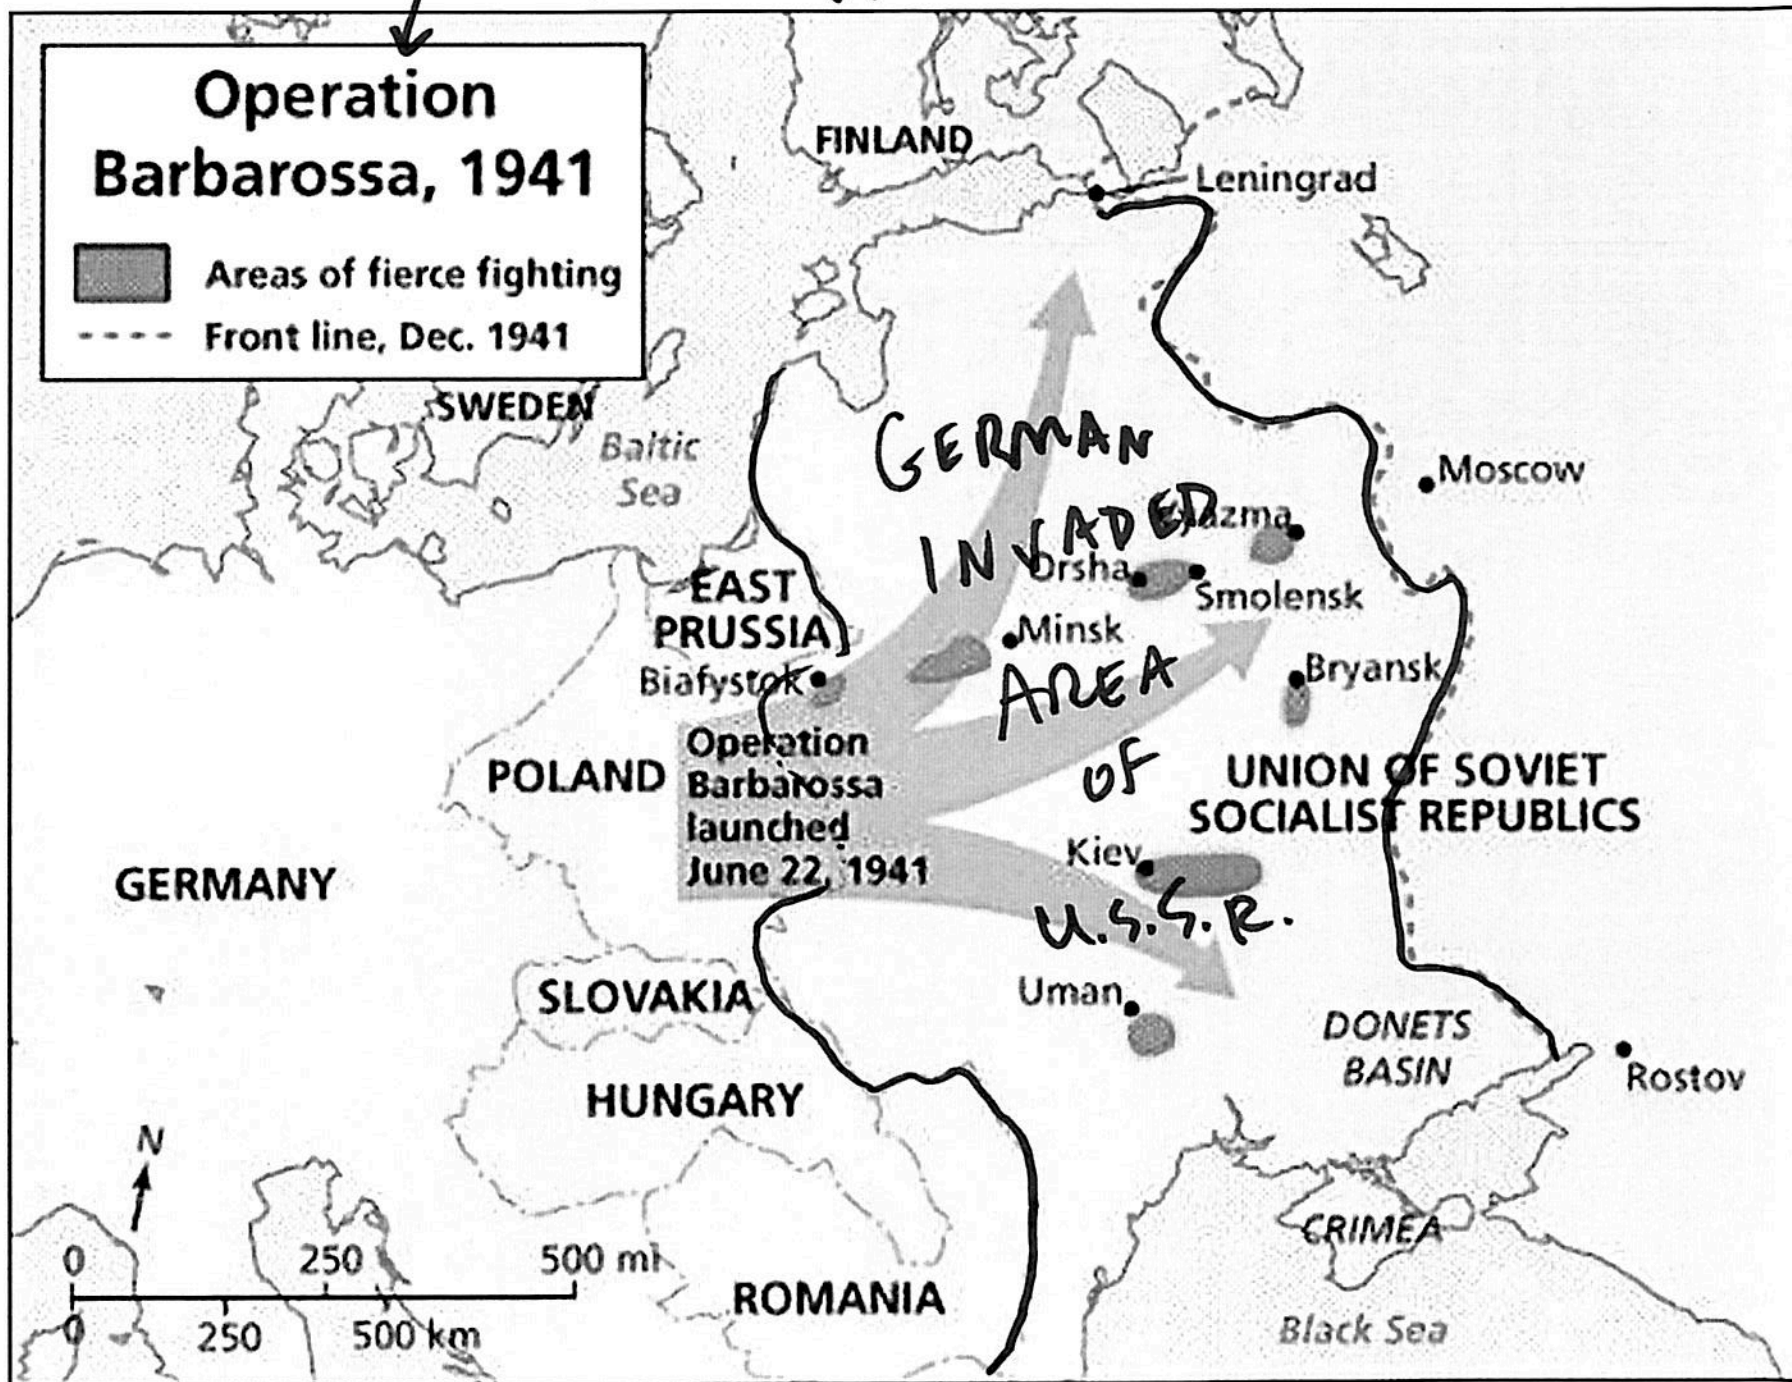 Operation
Barbarossa, 1941
Areas of fierce fighting
Front line, Dec. 1941
FINLAND
Leningrad
SWEDEN
Baltic
Sea
GERMAN
INVADED
AREA
OF
U.S.S.R.
Moscow
Orsha
Smolensk
EAST
PRUSSIA
Minsk
Biafystok
Bryansk
Operation
Barbarossa
launched
June 22, 1941
POLAND
UNION OF SOVIET
SOCIALIST REPUBLICS
Kiev
GERMANY
SLOVAKIA
Uman
DONETS
BASIN
Rostov
HUNGARY
N
CRIMEA
0 250 500 mi
0 250 500 km
ROMANIA
Black Sea